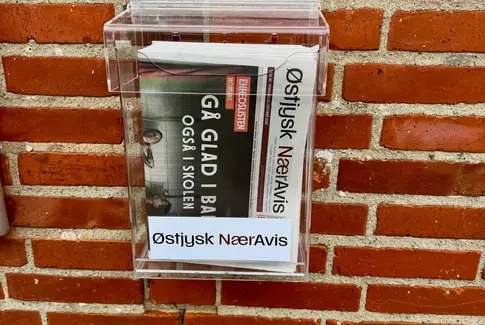 Østjysk NærAvis
ENHEDSLISTEN
GÅ GLAD I
OGSÅ I SKOLEN
Østjysk NærAvis